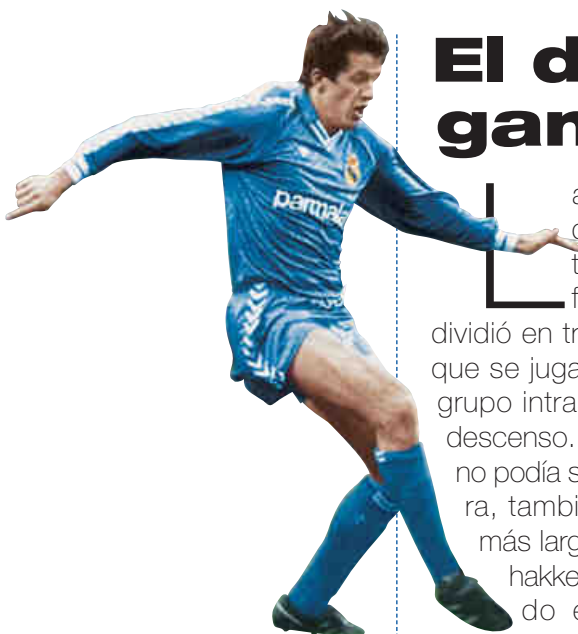 El d
gan
L
a
t
f
dividió en tr
que se juga
grupo intra
descenso.
no podía s
ra, tambi
más larg
hakke
do e
parmala